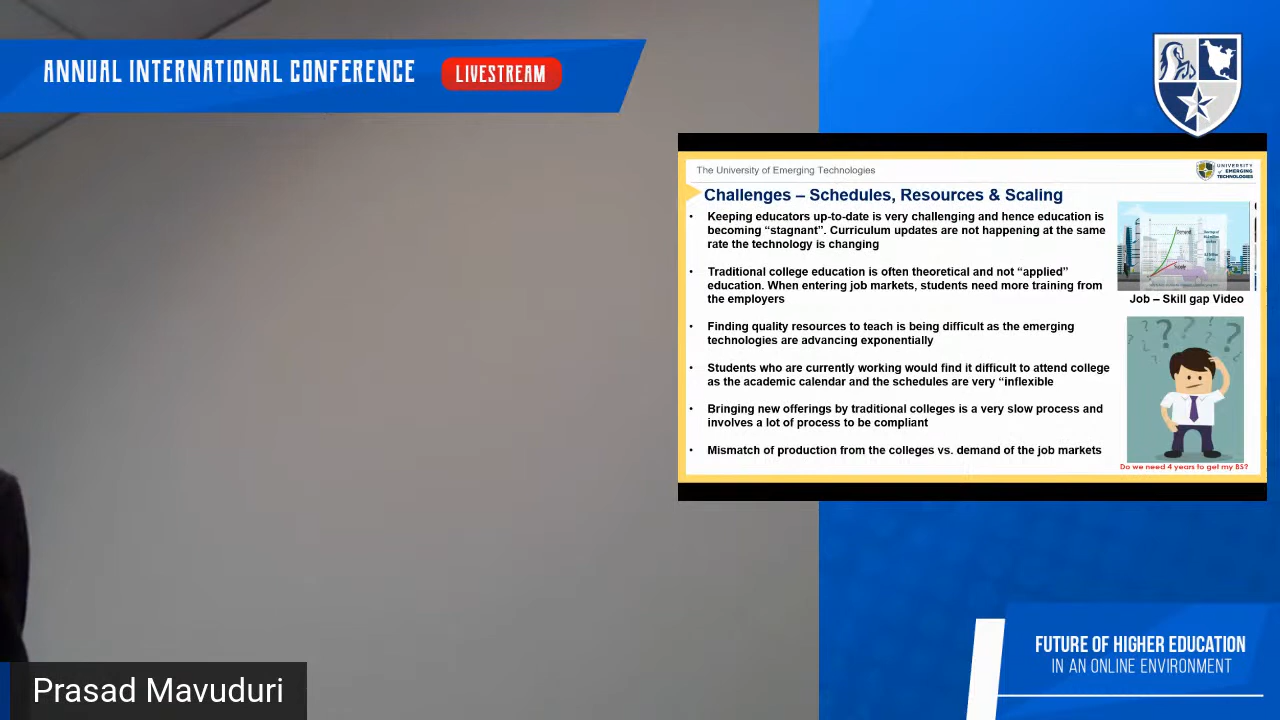 ANNUAL INTERNATIONAL CONFERENCE
LIVESTREAM
The University of Emerging Technologies
UNIVERSITY
of EMERGING
TECHNOLOGIES
Challenges – Schedules, Resources & Scaling
• Keeping educators up-to-date is very challenging and hence education is
becoming “stagnant”. Curriculum updates are not happening at the same
rate the technology is changing
• Traditional college education is often theoretical and not “applied”
education. When entering job markets, students need more training from
the employers
• Finding quality resources to teach is being difficult as the emerging
technologies are advancing exponentially
• Students who are currently working would find it difficult to attend college
as the academic calendar and the schedules are very “inflexible
• Bringing new offerings by traditional colleges is a very slow process and
involves a lot of process to be compliant
• Mismatch of production from the colleges vs. demand of the job markets
Demand
Supply
Job – Skill gap Video
Do we need 4 years to get my BS?
FUTURE OF HIGHER EDUCATION
IN AN ONLINE ENVIRONMENT
Prasad Mavuduri